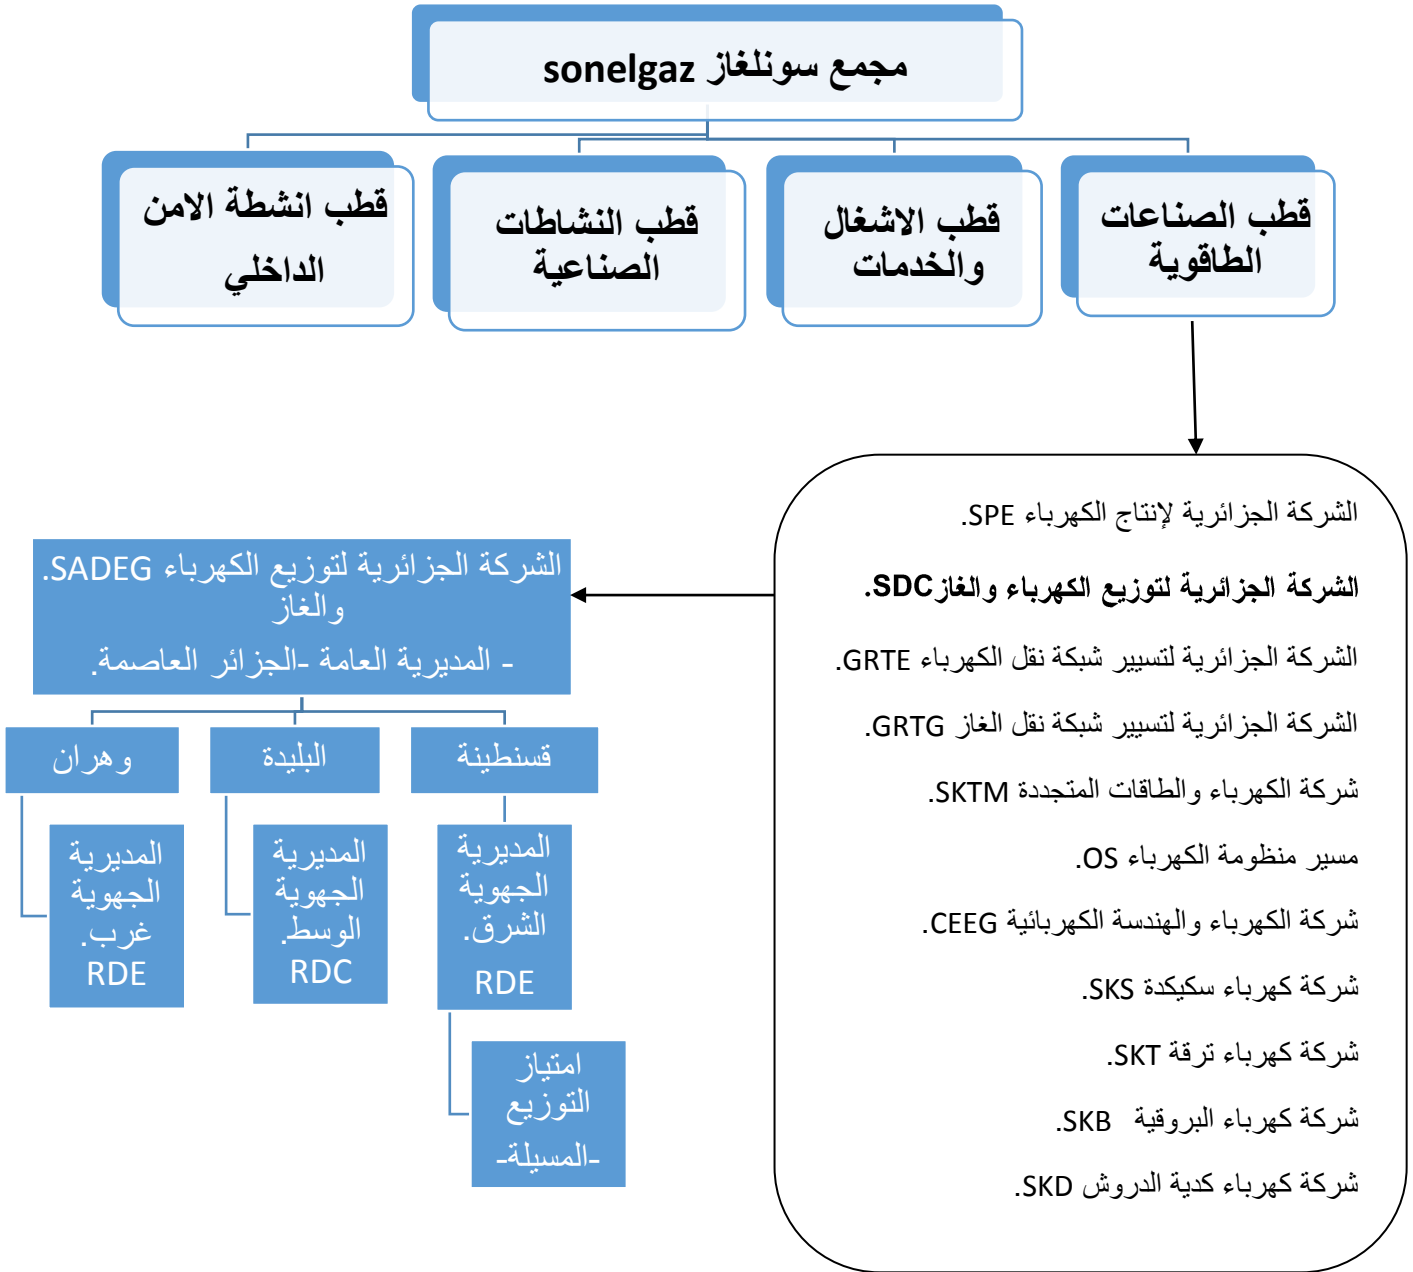 مجمع سونلغاز sonelgaz
قطب الصناعات
الطاقوية
قطب الاشغال
والخدمات
قطب النشاطات
الصناعية
قطب انشطة الامن
الداخلي
الشركة الجزائرية لإنتاج الكهرباء SPE.
الشركة الجزائرية لتوزيع الكهرباء والغازSDC.
الشركة الجزائرية لتسيير شبكة نقل الكهرباء GRTE.
الشركة الجزائرية لتسيير شبكة نقل الغاز GRTG.
شركة الكهرباء والطاقات المتجددة SKTM.
مسير منظومة الكهرباء OS.
شركة الكهرباء والهندسة الكهربائية CEEG.
شركة كهرباء سكيكدة SKS.
شركة كهرباء ترقة SKT.
شركة كهرباء البروقية SKB.
شركة كهرباء كدية الدروش SKD.
الشركة الجزائرية لتوزيع الكهرباء SADEG.
والغاز
- المديرية العامة -الجزائر العاصمة.
قسنطينة
البليدة
وهران
المديرية
الجهوية
الشرق.
RDE
المديرية
الجهوية
الوسط.
RDC
المديرية
الجهوية
غرب.
RDE
امتياز
التوزيع
-المسيلة-